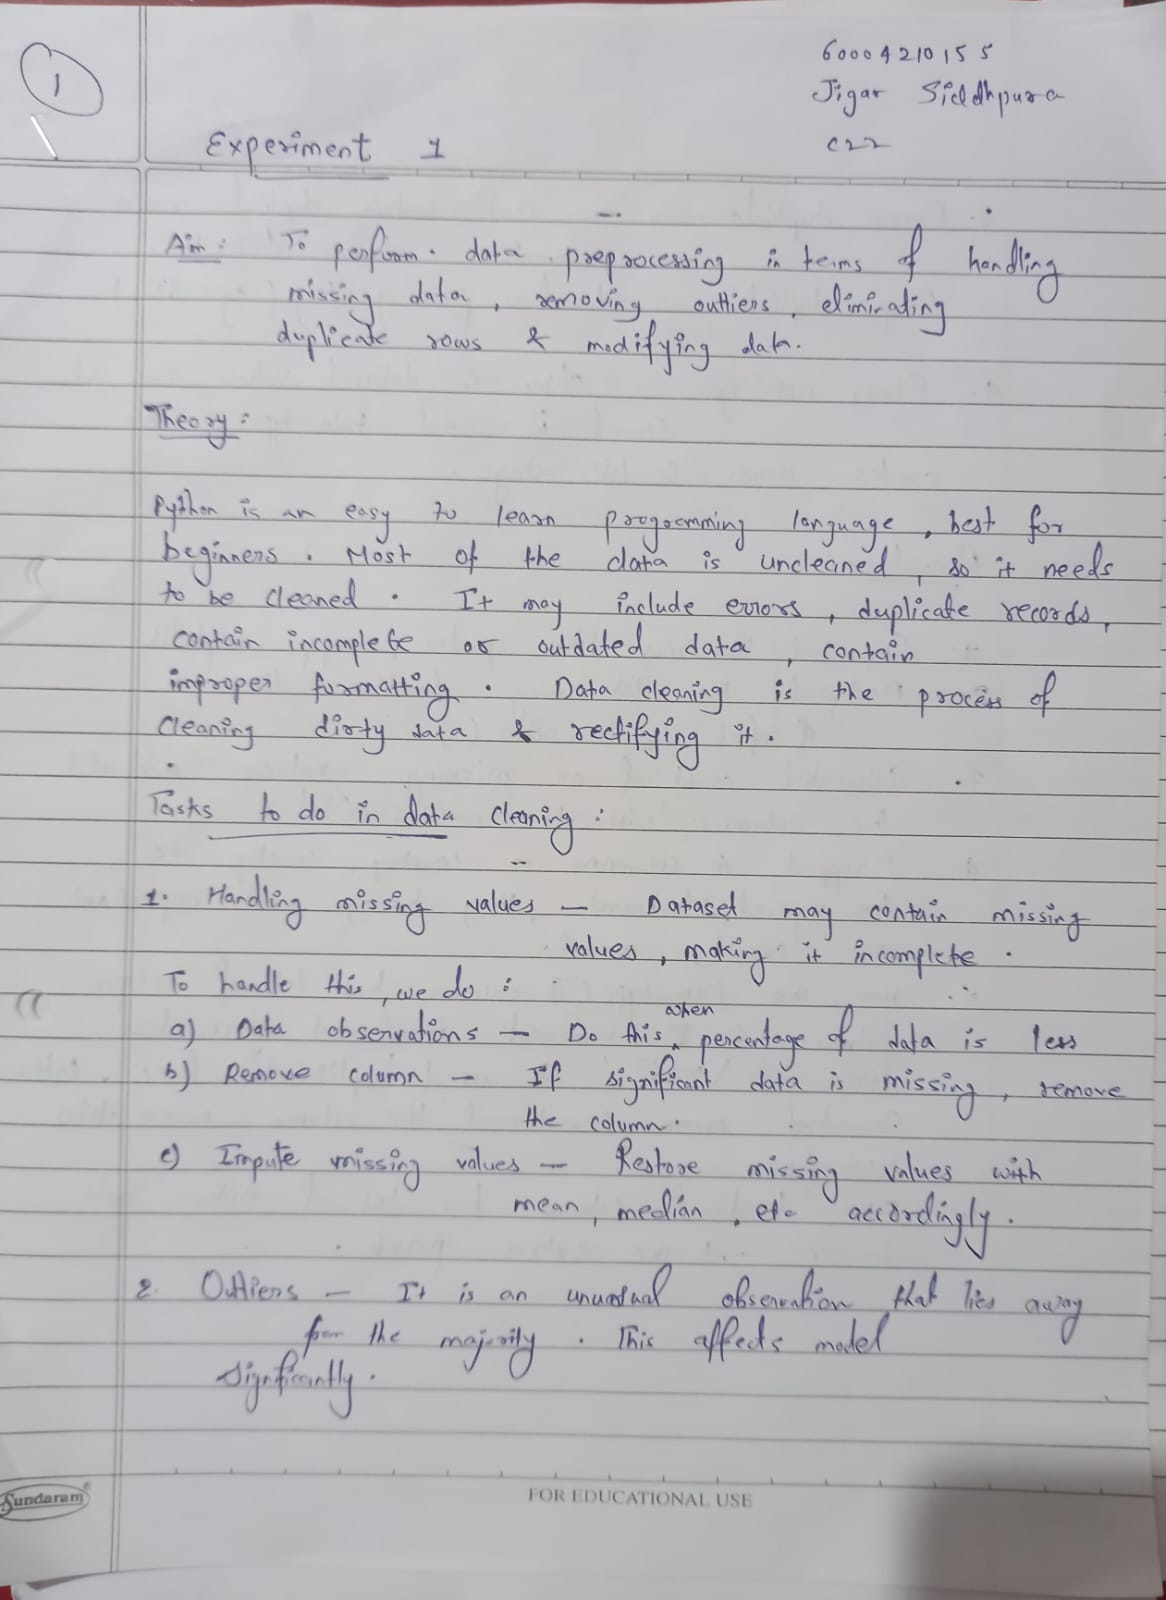 1
60004210155
Jigar Siddhpura
C22
Experiment 1
Aim : To perform data preprocessing in terms of handling
missing data, removing outliers, eliminating
duplicate rows & modifying data.
Theory :
Python is an easy to learn progoemming language, best for
beginners. Most of the data is uncleaned, so it needs
to be cleaned. It may include errors, duplicate records,
contain incomplete or outdated data, contain
improper formatting. Data cleaning is the process of
cleaning dirty data & rectifying it.
Tasks to do in data cleaning :
1. Handling missing values — Dataset may contain missing
values, making it incomplete.
To handle this, we do :
a) Data observations — Do this when percentage of data is less
b) Remove column — If significant data is missing, remove
the column.
c) Impute missing values — Restore missing values with
mean, median, etc accordingly.
2. Outliers — It is an unusual observation that lies away
from the majority. This affects model
significantly.
Sundaram
FOR EDUCATIONAL USE